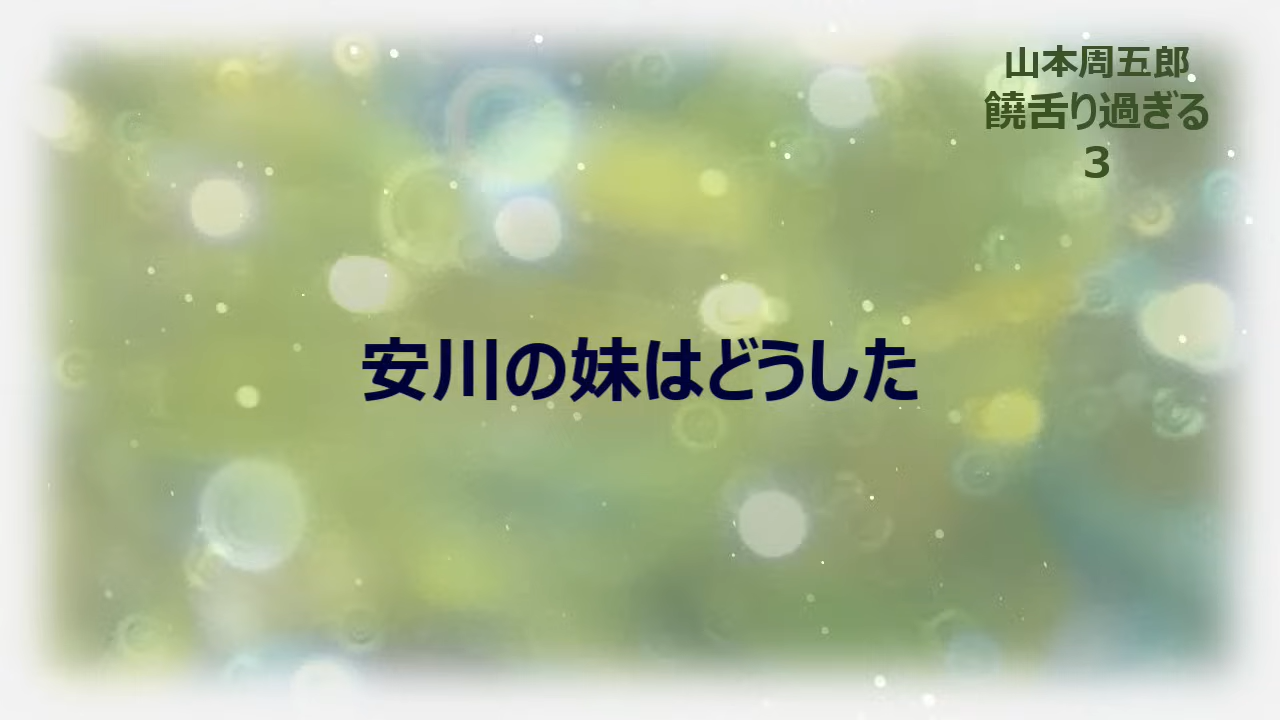 山本周五郎
饒舌り過ぎる
３
安川の妹はどうした